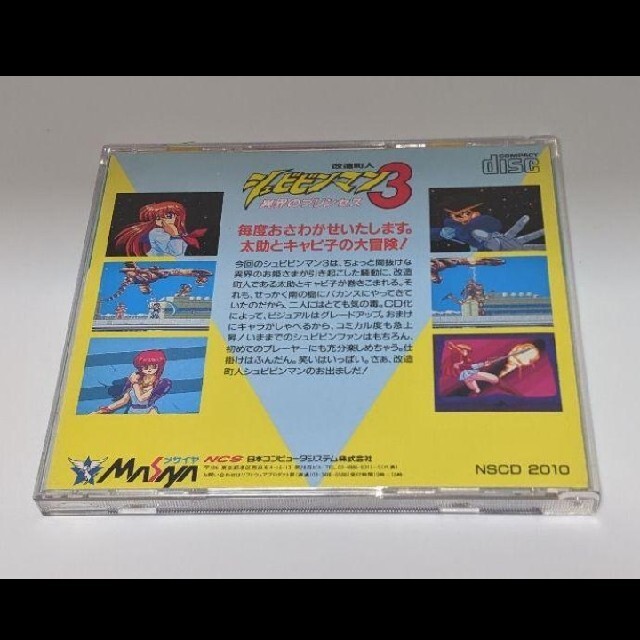 改造町人
シュビビンマン3
異界のプリンセス
COMPACT
disc
毎度おさわがせいたします。
太助とキャピ子の大冒険！
今回のシュビビンマン3は、ちょっと間抜けな
異界のお姫さまが引き起こした騒動に、改造
町人である太助とキャピ子が巻きこまれる。そ
れも、せっかく南の島にバカンスにやってきて
いたのだから、二人にはとても気の毒。CD化
によって、ビジュアルはグレードアップ。おまけ
にキャラがしゃべるから、コミカル度も急上
昇！いままでのシュビビンファンはもちろん、
初めてのプレーヤーにも充分楽しめちゃう。仕
掛けはふんだん。笑いはいっぱい。さあ、改造
町人シュビビンマンのお出ましだ！
メサイヤ
MASAYA
NCS 日本コンピュータシステム株式会社
NSCD 2010